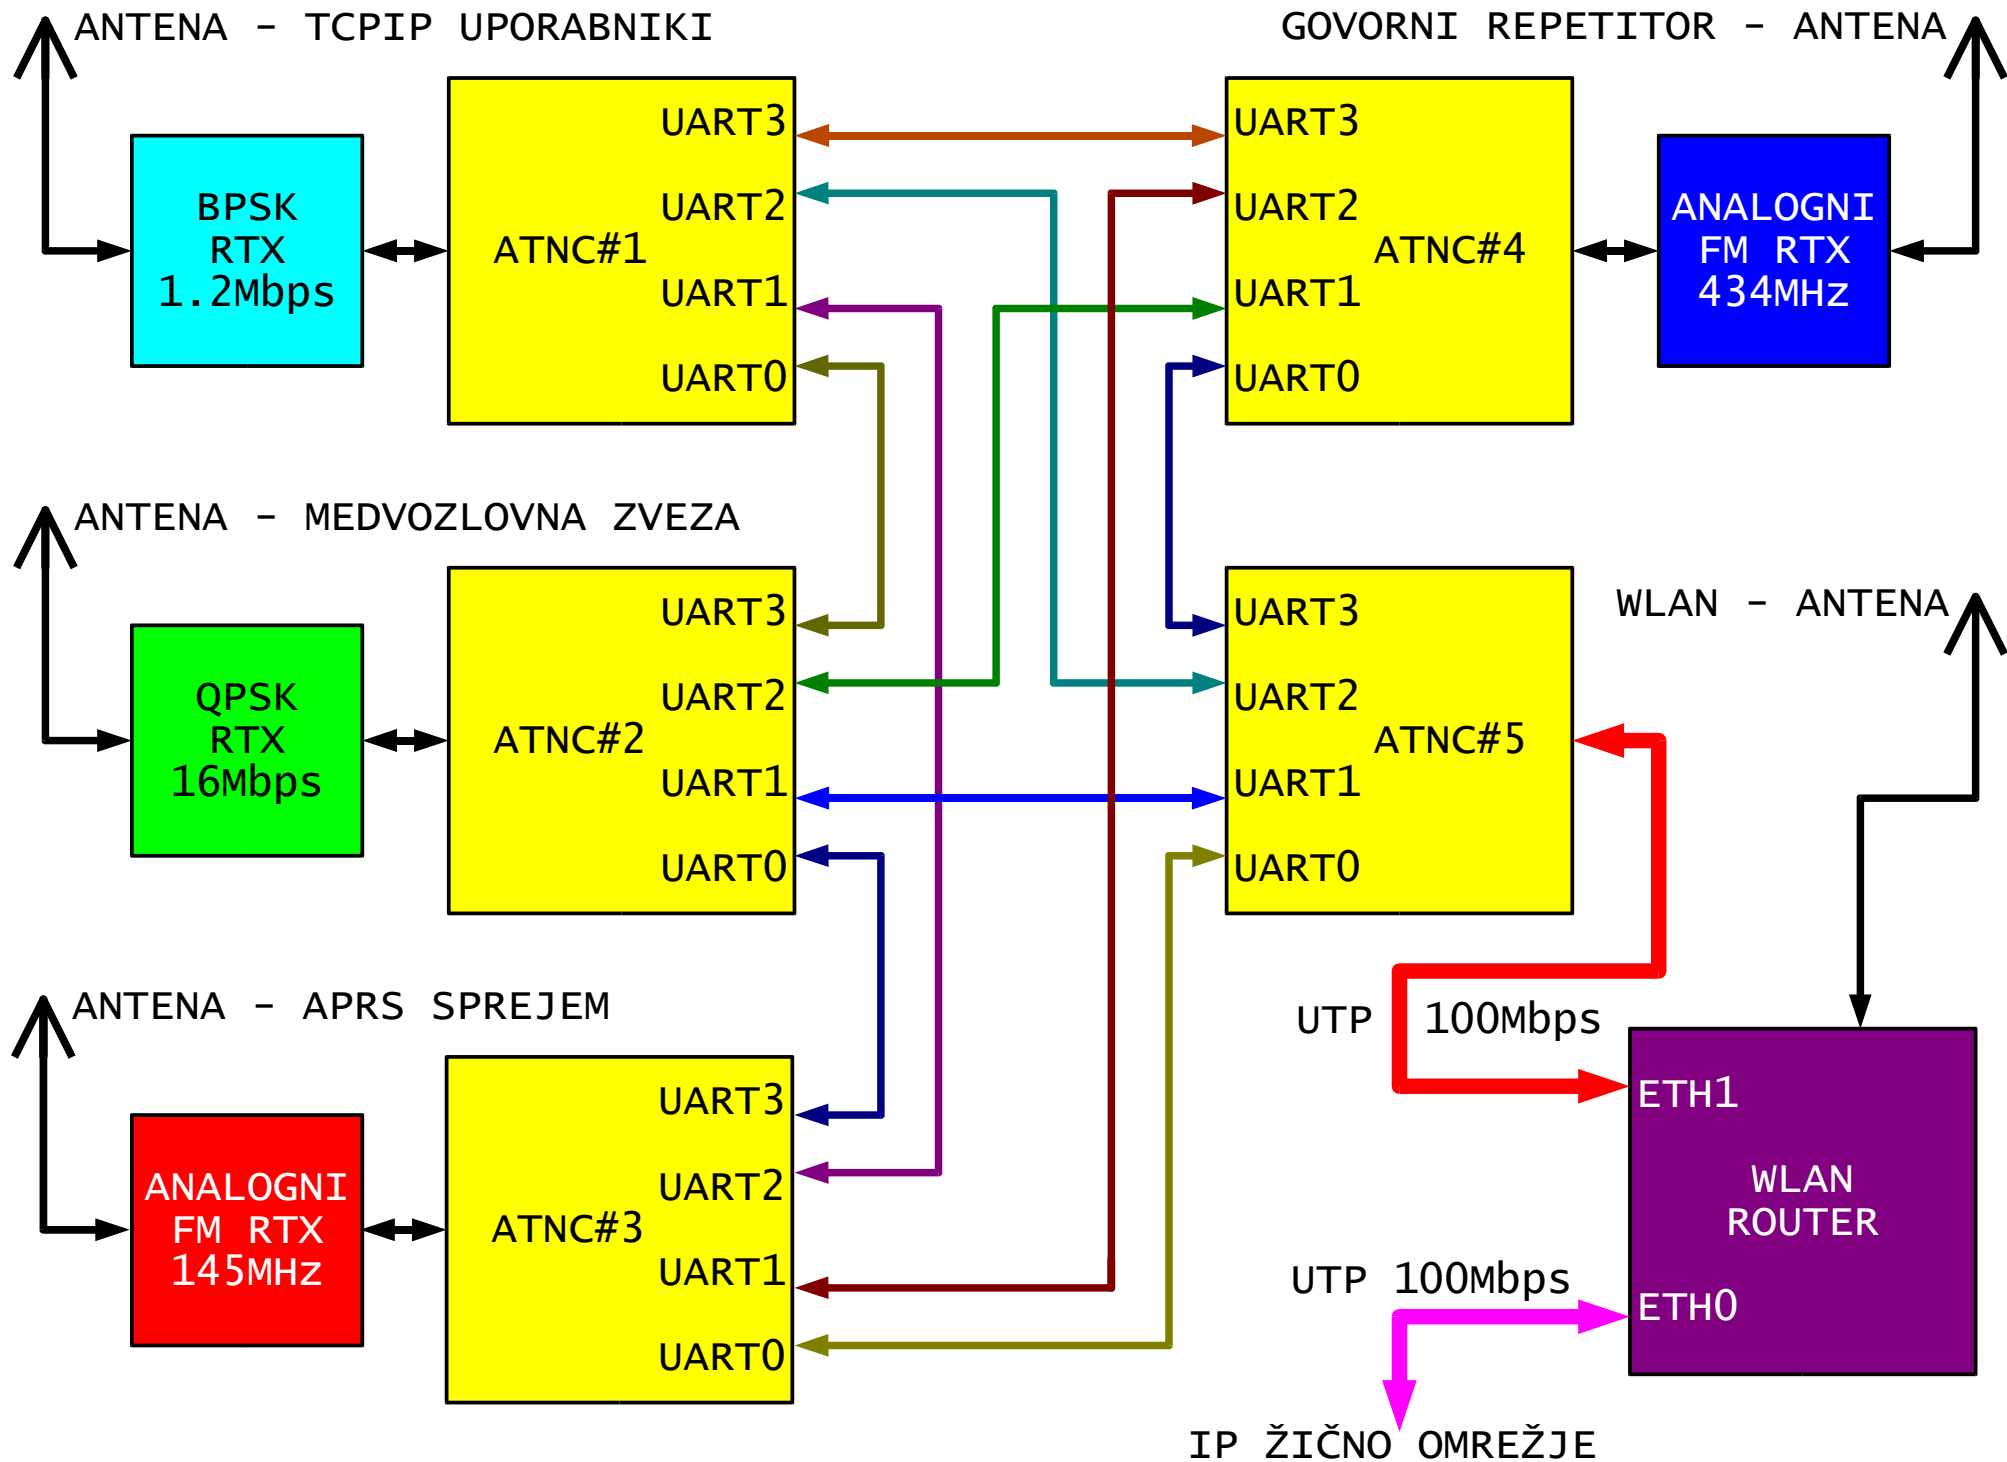 ANTENA - TCPIP UPORABNIKI
GOVORNI REPETITOR - ANTENA
BPSK
RTX
1.2Mbps
ATNC#1
UART3
UART2
UART1
UART0
UART3
UART2
UART1
UART0
ATNC#4
ANALOGNI
FM RTX
434MHz
ANTENA - MEDVOZLOVNA ZVEZA
QPSK
RTX
16Mbps
ATNC#2
UART3
UART2
UART1
UART0
UART3
UART2
UART1
UART0
ATNC#5
WLAN - ANTENA
ANTENA - APRS SPREJEM
ANALOGNI
FM RTX
145MHz
ATNC#3
UART3
UART2
UART1
UART0
UTP 100Mbps
ETH1
WLAN
ROUTER
ETH0
UTP 100Mbps
IP ŽIČNO OMREŽJE